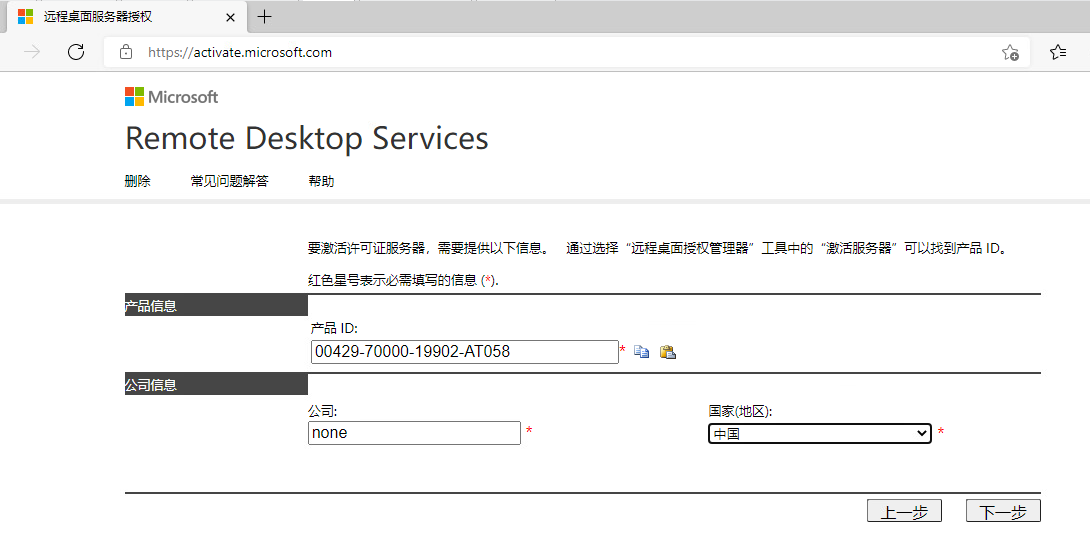 远程桌面服务器授权
https://activate.microsoft.com
Microsoft
Remote Desktop Services
删除 常见问题解答 帮助
要激活许可证服务器，需要提供以下信息。 通过选择“远程桌面授权管理器”工具中的“激活服务器”可以找到产品 ID。
红色星号表示必需填写的信息 (*).
产品信息
产品 ID:
00429-70000-19902-AT058 *
公司信息
公司: 国家(地区):
none * 中国 *
上一步 下一步